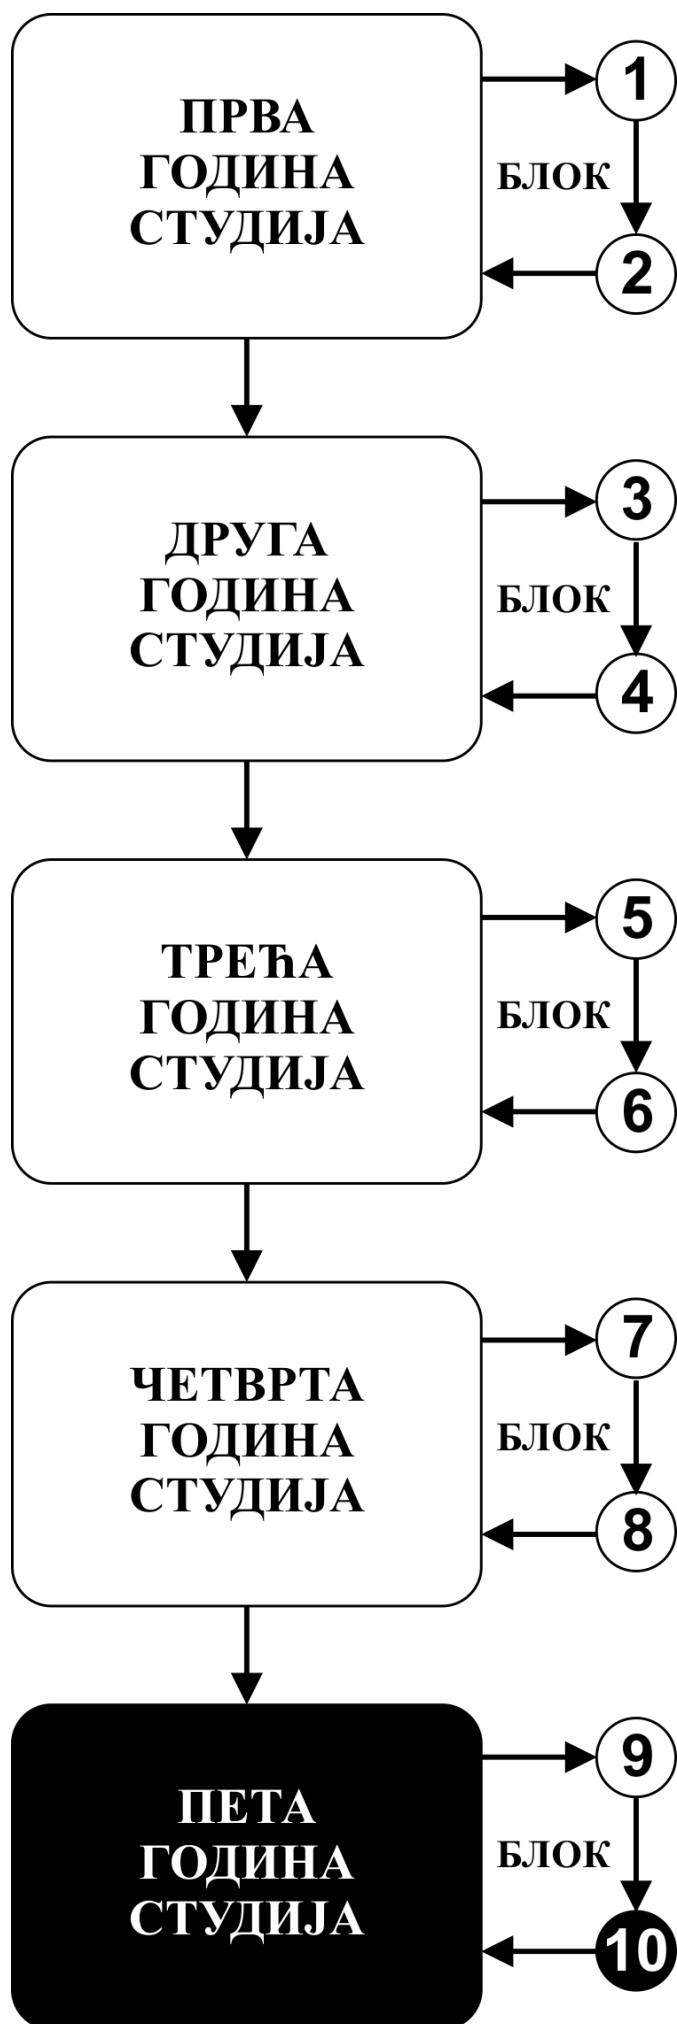 ПРВА
ГОДИНА
СТУДИЈА
1
БЛОК
2
ДРУГА
ГОДИНА
СТУДИЈА
3
БЛОК
4
ТРЕЋА
ГОДИНА
СТУДИЈА
5
БЛОК
6
ЧЕТВРТА
ГОДИНА
СТУДИЈА
7
БЛОК
8
ПЕТА
ГОДИНА
СТУДИЈА
9
БЛОК
10